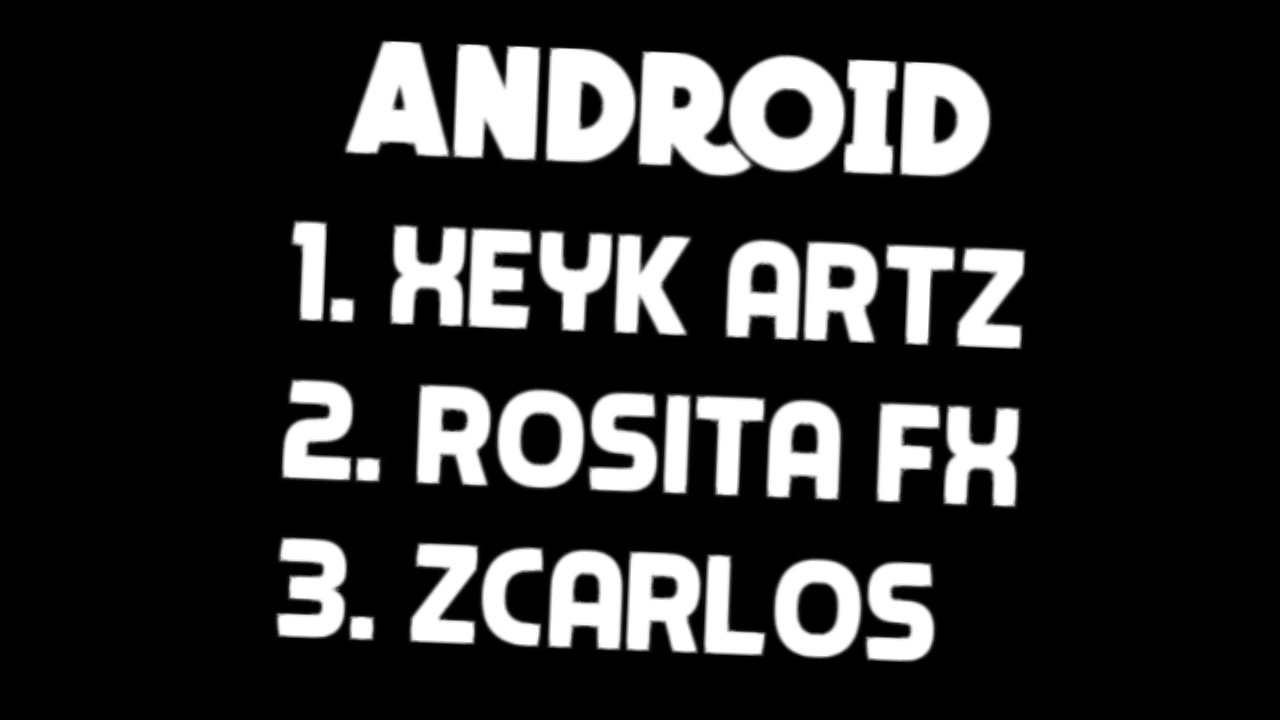 ANDROID
1. XEYK ARTZ
2. ROSITA FX
3. ZCARLOS